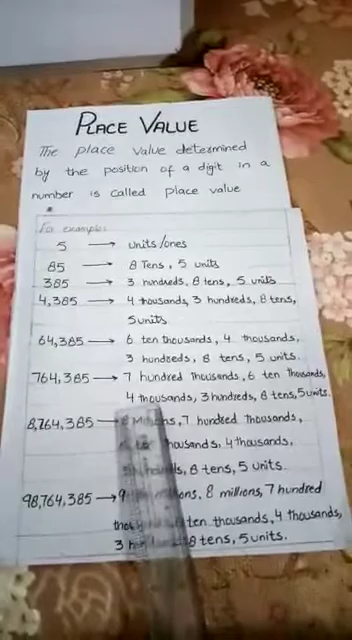 PLACE VALUE
The place value determined
by the position of a digit in a
number is called place value
For example:
5 → units/ones
85 → 8 Tens, 5 units
385 → 3 hundreds, 8 tens, 5 units
4,385 → 4 thousands, 3 hundreds, 8 tens,
5 units
64,385 → 6 ten thousands, 4 thousands,
3 hundreds, 8 tens, 5 units.
764,385 → 7 hundred thousands, 6 ten thousands,
4 thousands, 3 hundreds, 8 tens, 5 units.
8,764,385 → 8 Millions, 7 hundred thousands,
thousands, 4 thousands,
8 tens, 5 units.
98,764,385 → 9 millions, 8 millions, 7 hundred
ten thousands, 4 thousands,
3 8 tens, 5 units.